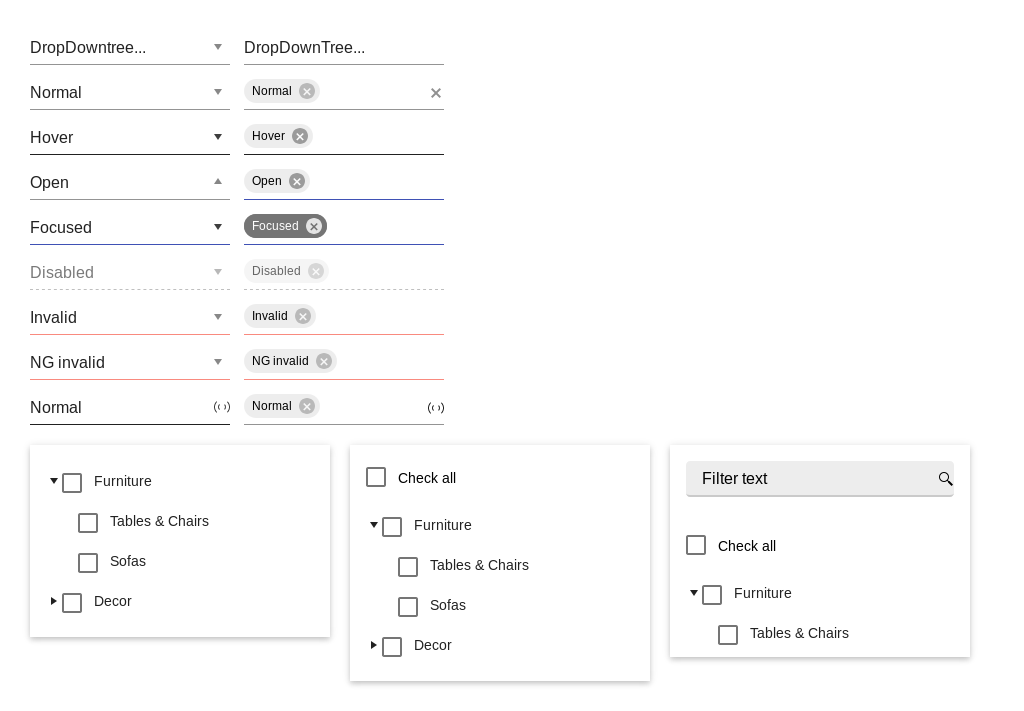 DropDowntree... DropDownTree...
Normal Normal
Hover Hover
Open Open
Focused Focused
Disabled Disabled
Invalid Invalid
NG invalid NG invalid
Normal Normal
Furniture
Tables & Chairs
Sofas
Decor
Check all
Furniture
Tables & Chairs
Sofas
Decor
Filter text
Check all
Furniture
Tables & Chairs